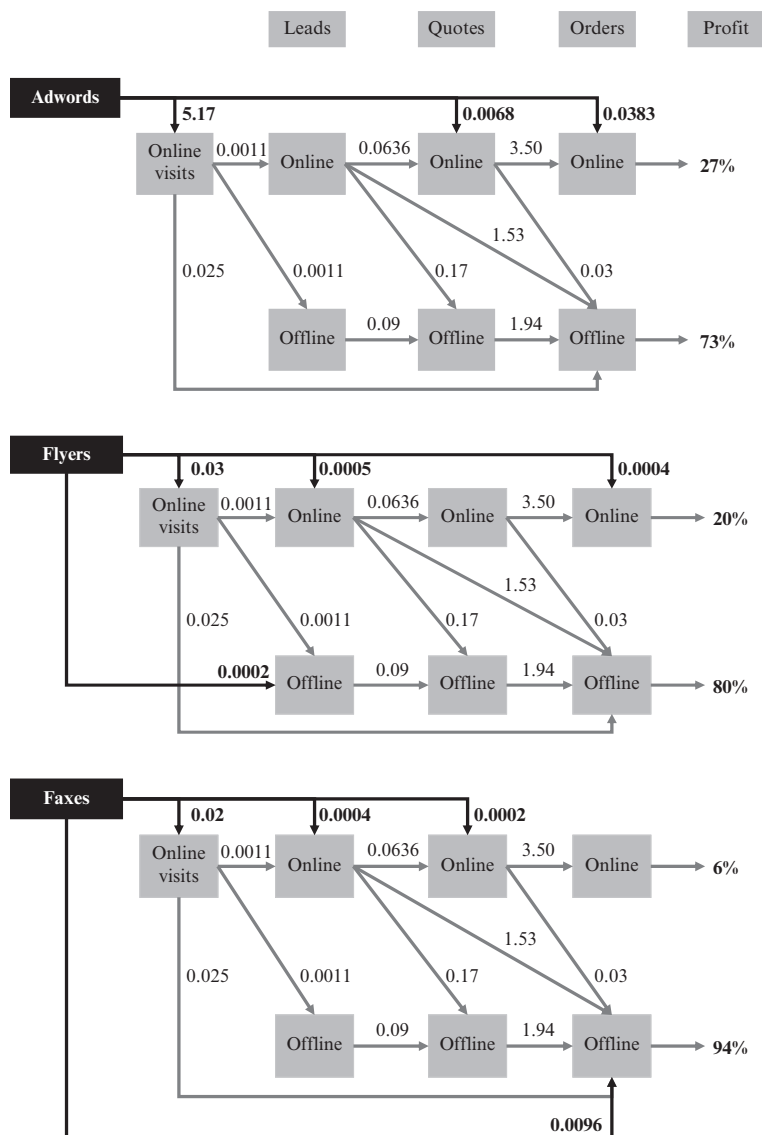 Leads Quotes Orders Profit
Adwords
5.17 0.0068 0.0383
Online
visits
0.0011
Online
0.0636
Online
3.50
Online
27%
1.53
0.025 0.0011 0.17 0.03
Offline
0.09
Offline
1.94
Offline
73%
Flyers
0.03 0.0005 0.0004
Online
visits
0.0011
Online
0.0636
Online
3.50
Online
20%
1.53
0.025 0.0011 0.17 0.03
0.0002
Offline
0.09
Offline
1.94
Offline
80%
Faxes
0.02 0.0004 0.0002
Online
visits
0.0011
Online
0.0636
Online
3.50
Online
6%
1.53
0.025 0.0011 0.17 0.03
Offline
0.09
Offline
1.94
Offline
94%
0.0096